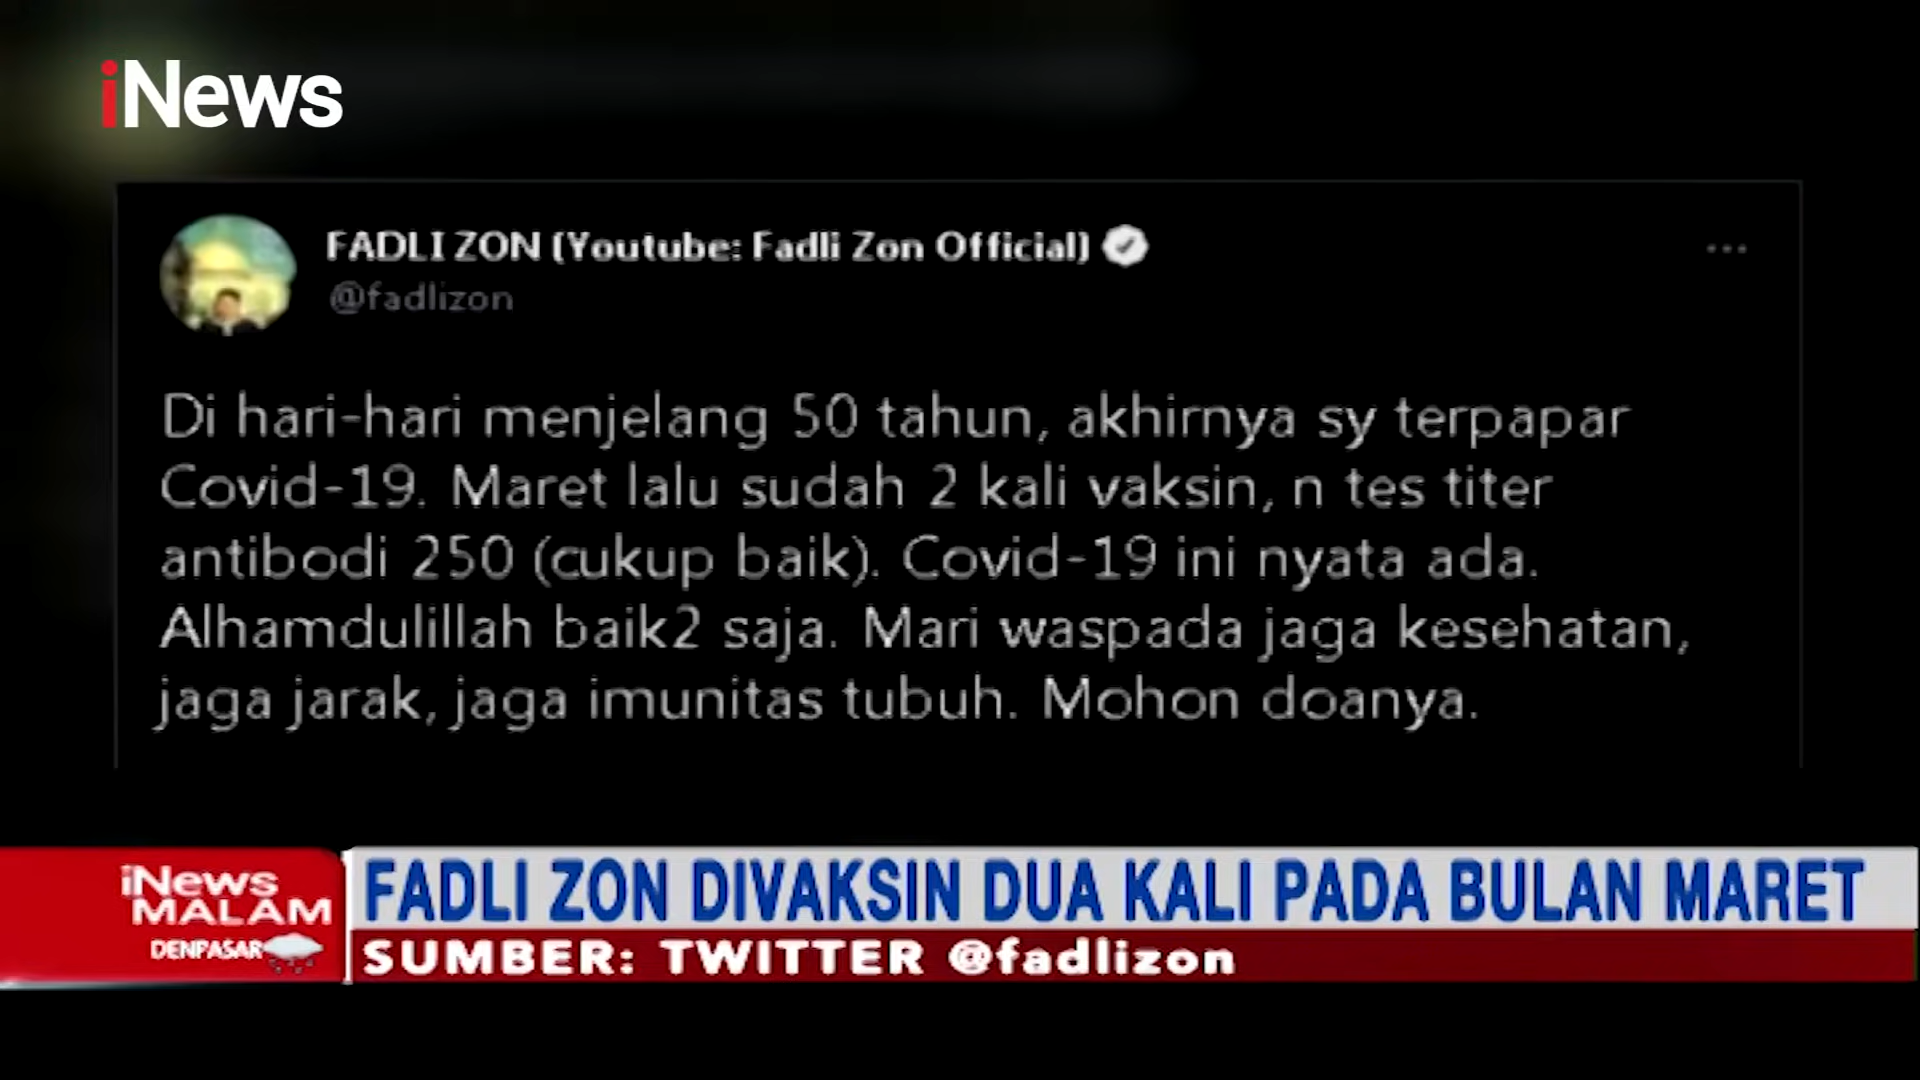 iNews
FADLI ZON (Youtube: Fadli Zon Official)
@fadlizon
Di hari-hari menjelang 50 tahun, akhirnya sy terpapar
Covid-19. Maret lalu sudah 2 kali vaksin, n tes titer
antibodi 250 (cukup baik). Covid-19 ini nyata ada.
Alhamdulillah baik2 saja. Mari waspada jaga kesehatan,
jaga jarak, jaga imunitas tubuh. Mohon doanya.
iNews
MALAM
DENPASAR
FADLI ZON DIVAKSIN DUA KALI PADA BULAN MARET
SUMBER: TWITTER @fadlizon